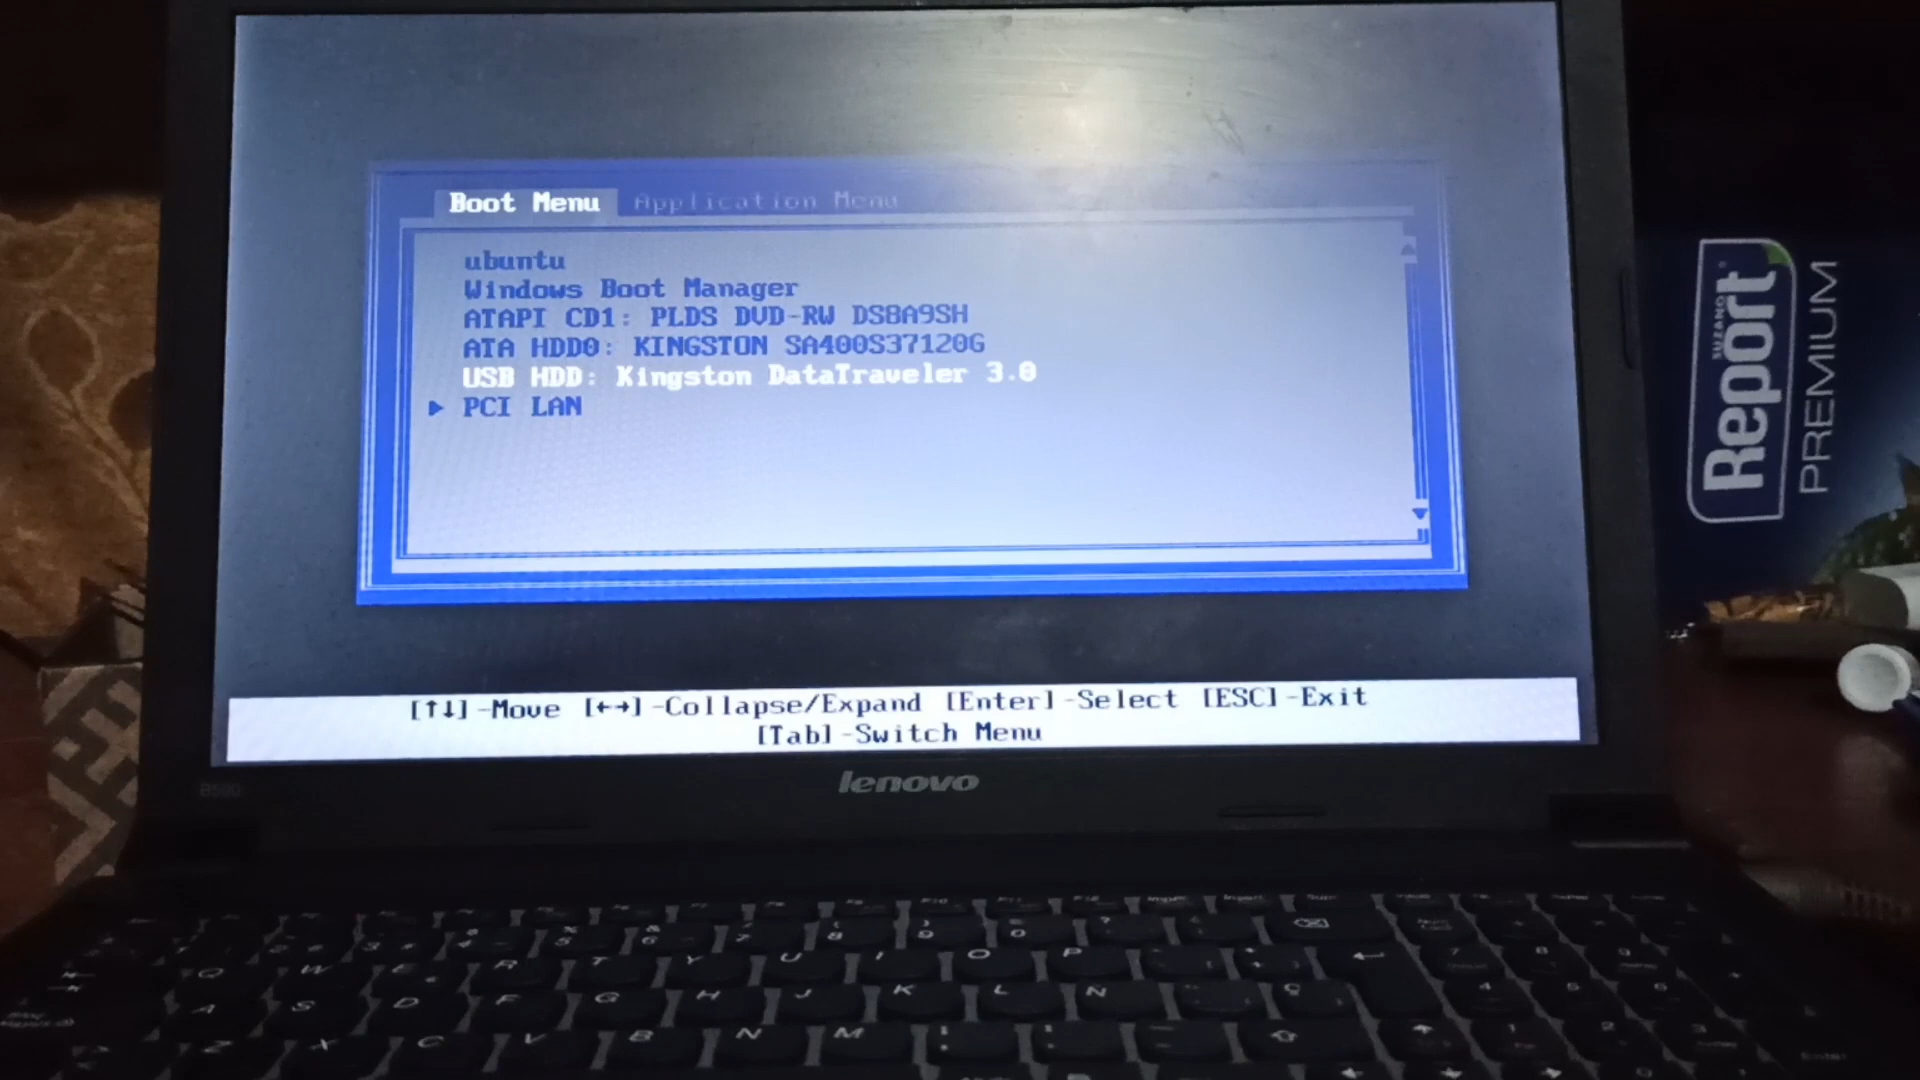 Boot Menu Application Menu
ubuntu
Windows Boot Manager
ATAPI CD1: PLDS DVD-RW DS8A9SH
ATA HDD0: KINGSTON SA400S37120G
USB HDD: Kingston DataTraveler 3.0
PCI LAN
[↑↓]-Move [←→]-Collapse/Expand [Enter]-Select [ESC]-Exit
[Tab]-Switch Menu
lenovo
SUZANO
Report
PREMIUM
Q W E R T Y U I O P
A S D F G H J K L Ñ
Z X C V B N M